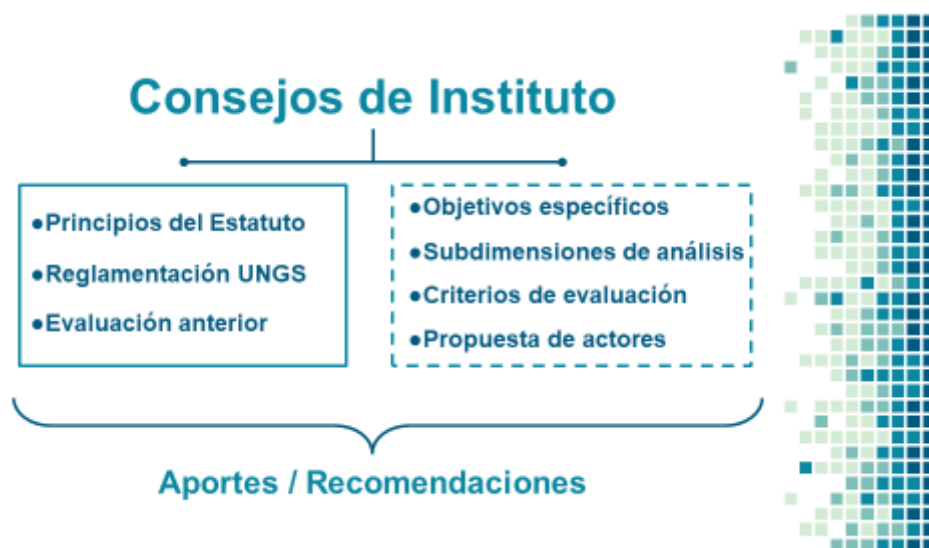 Consejos de Instituto
●Principios del Estatuto
●Reglamentación UNGS
●Evaluación anterior
●Objetivos específicos
●Subdimensiones de análisis
●Criterios de evaluación
●Propuesta de actores
Aportes / Recomendaciones